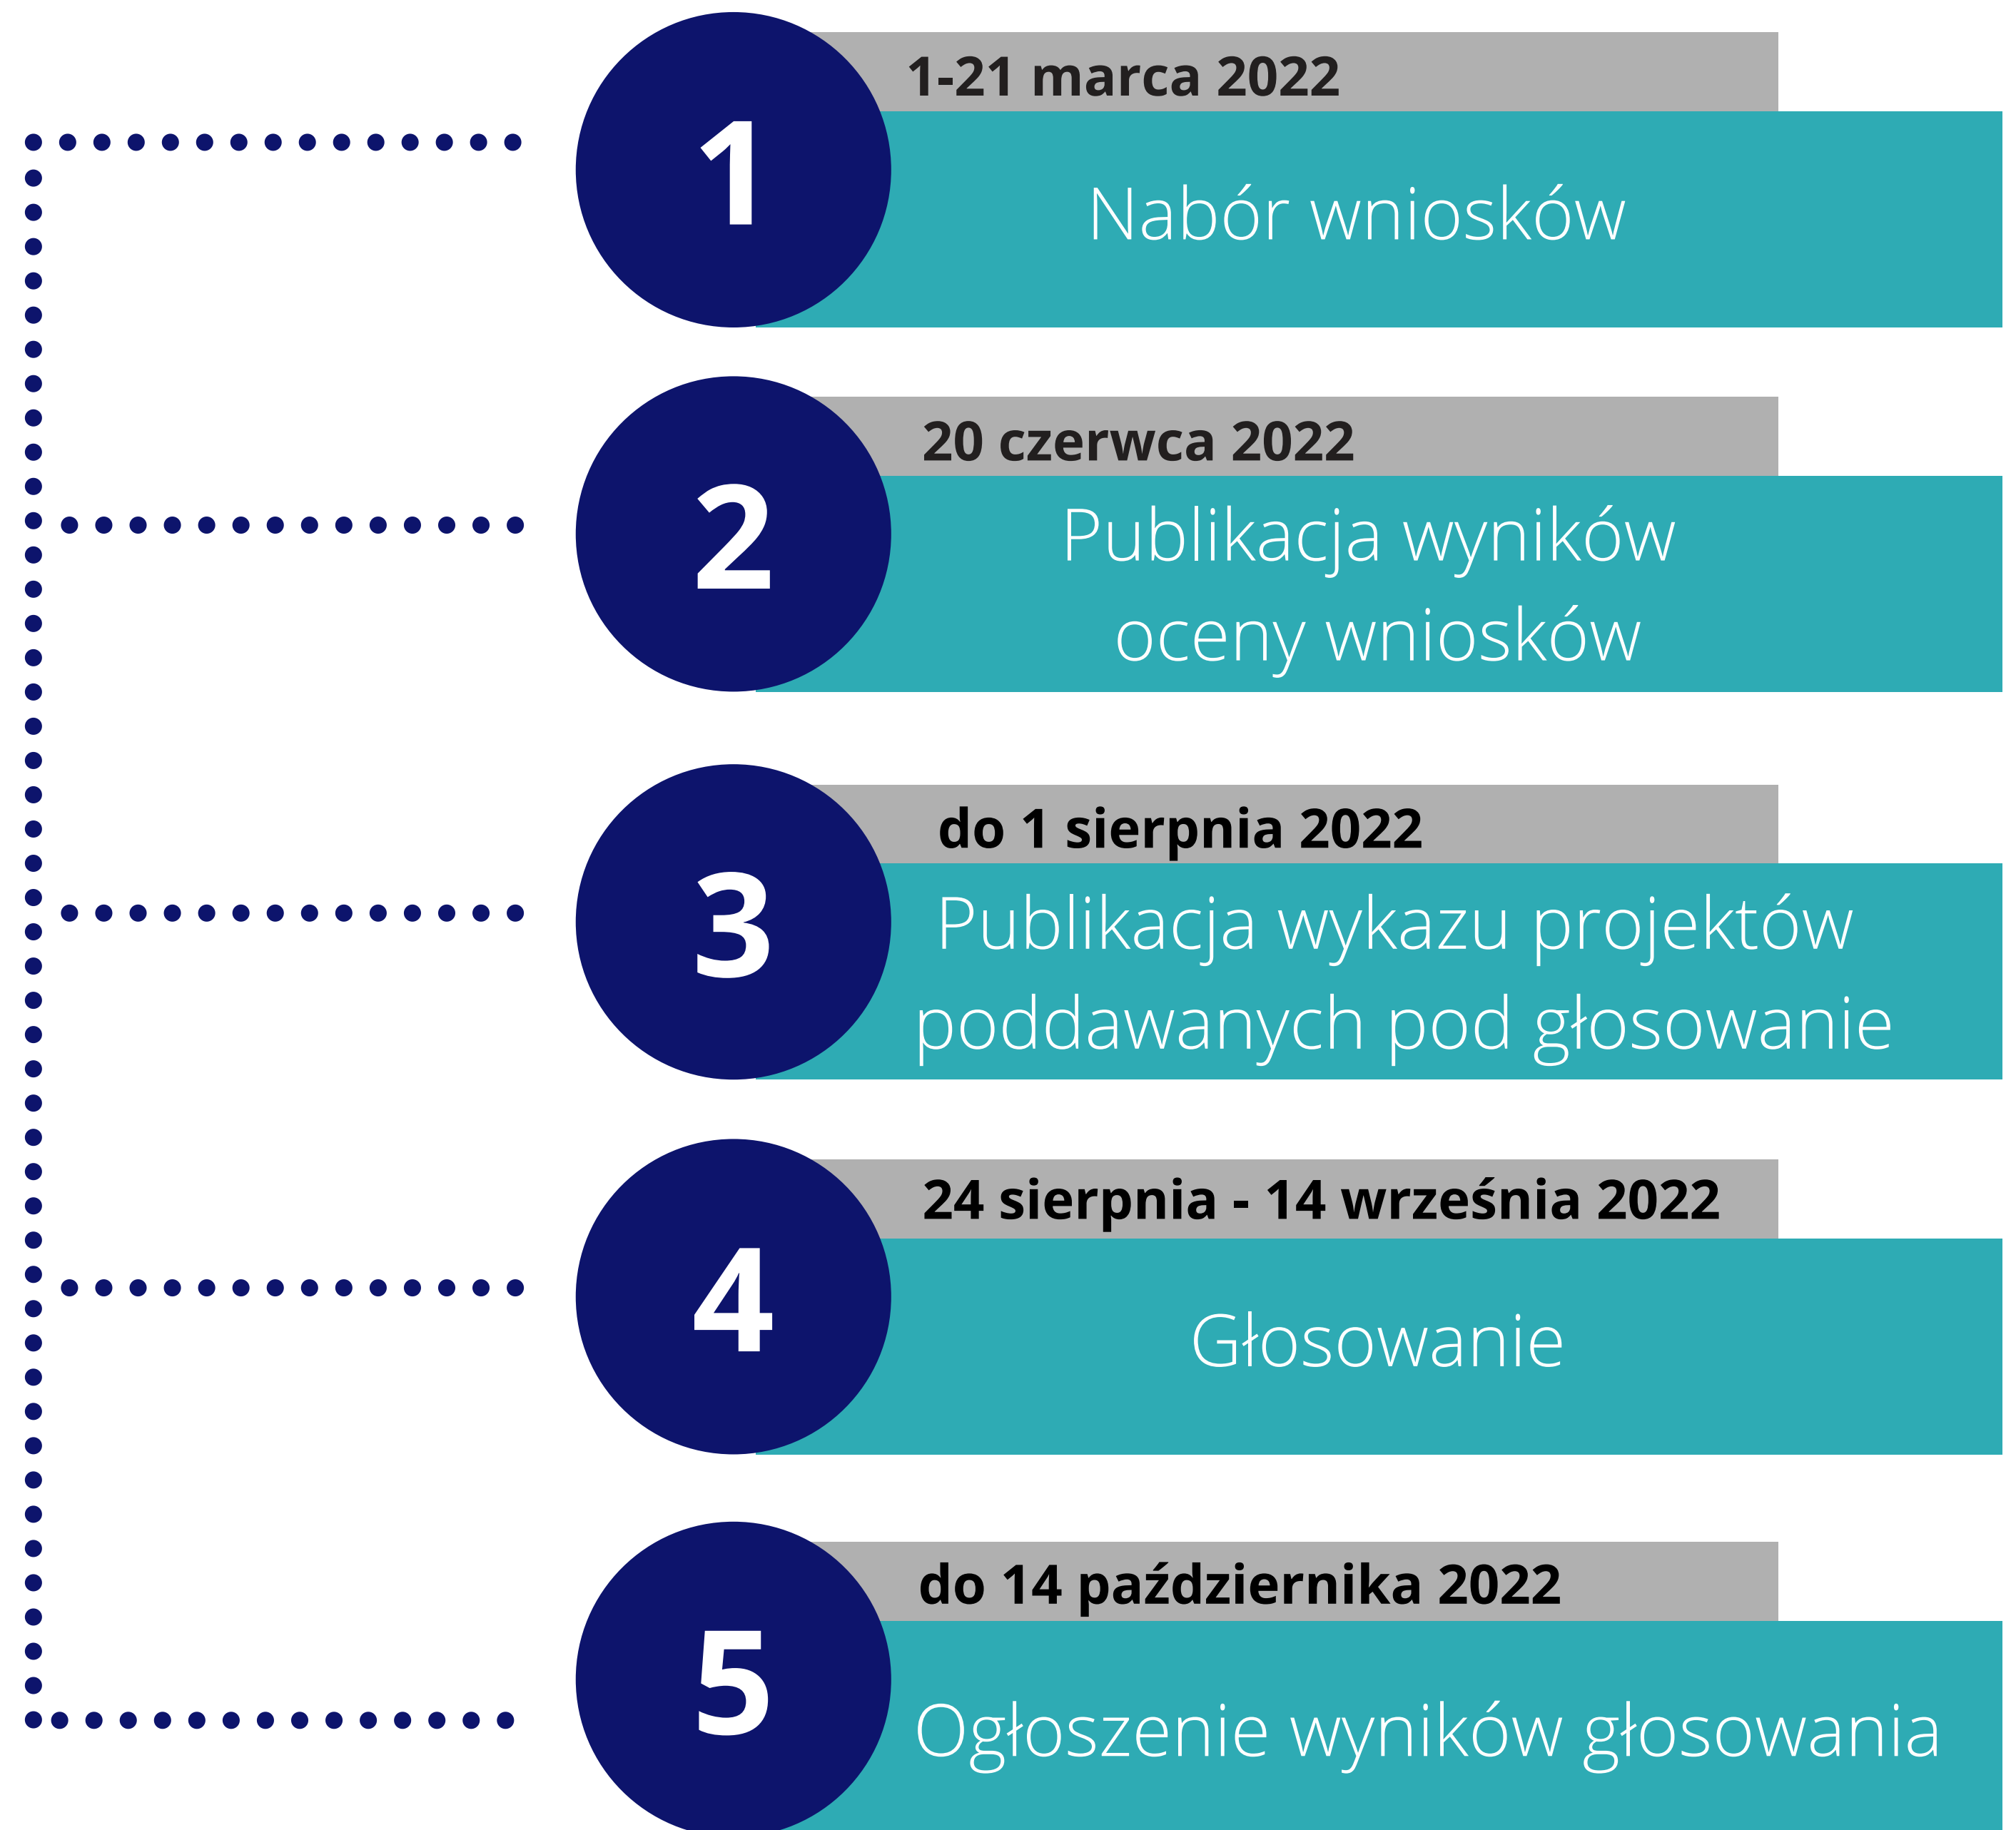 1-21 marca 2022
1
Nabór wniosków
20 czerwca 2022
2
Publikacja wyników
oceny wniosków
do 1 sierpnia 2022
3
Publikacja wykazu projektów
poddawanych pod głosowanie
24 sierpnia - 14 września 2022
4
Głosowanie
do 14 października 2022
5
Ogłoszenie wyników głosowania